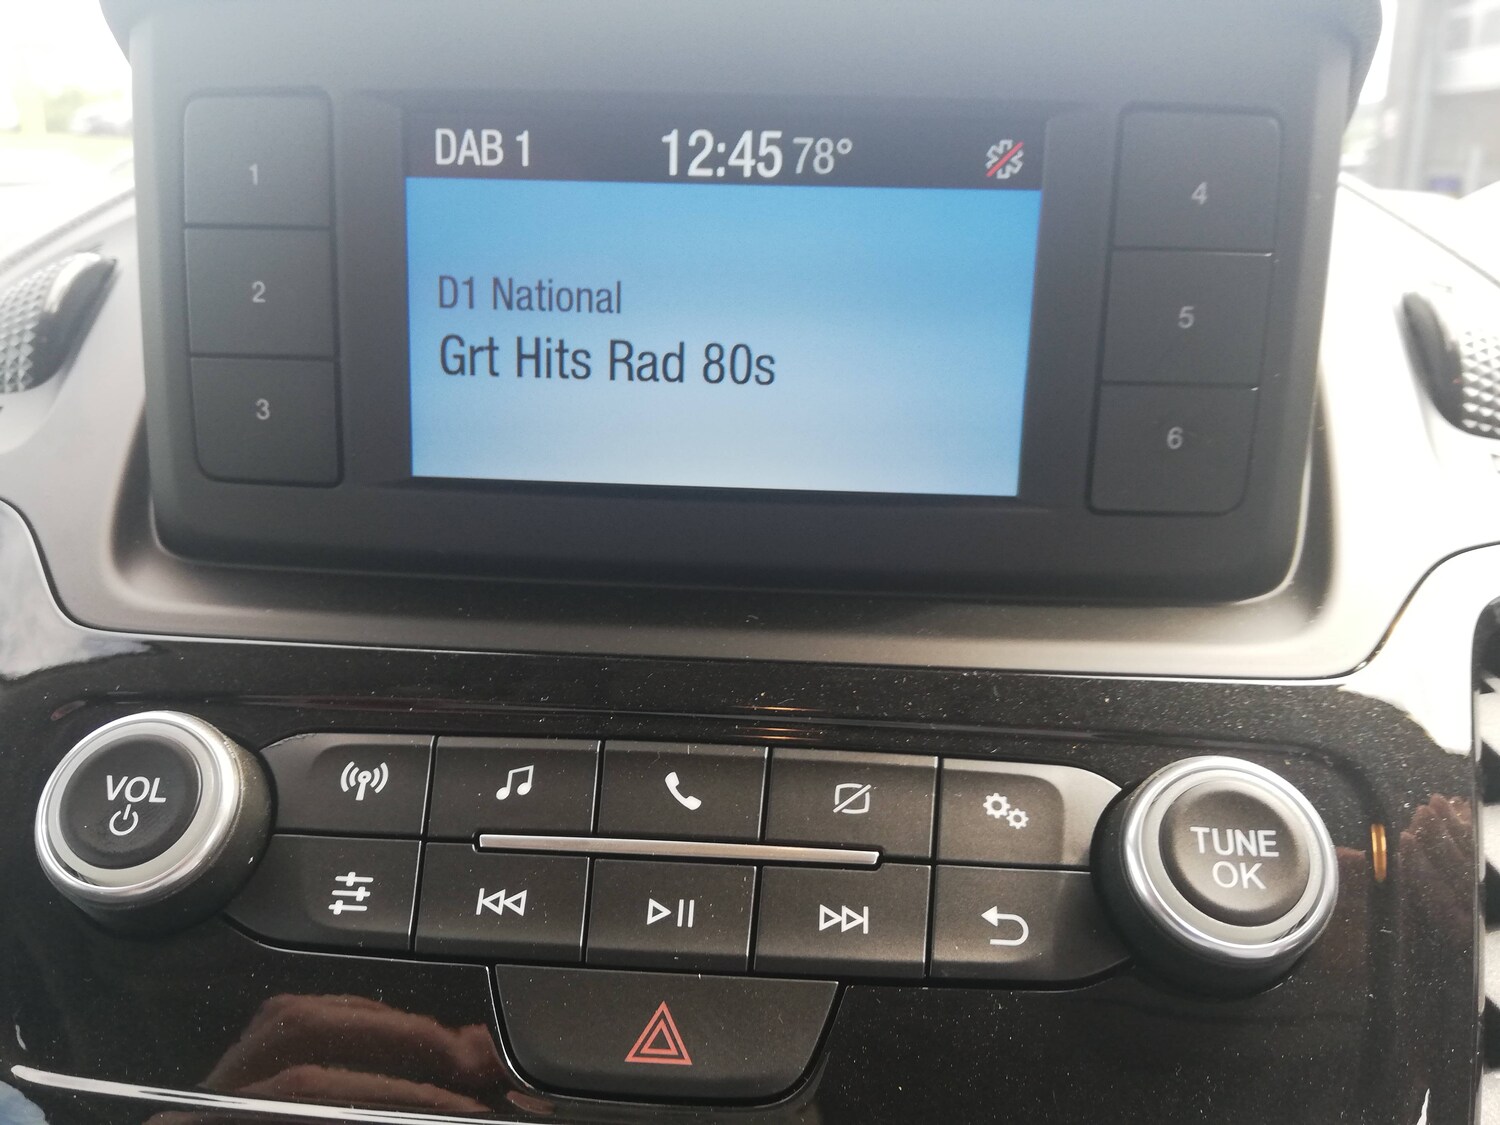 DAB 1 12:45 78°
D1 National
Grt Hits Rad 80s
1
2
3
4
5
6
VOL
TUNE
OK